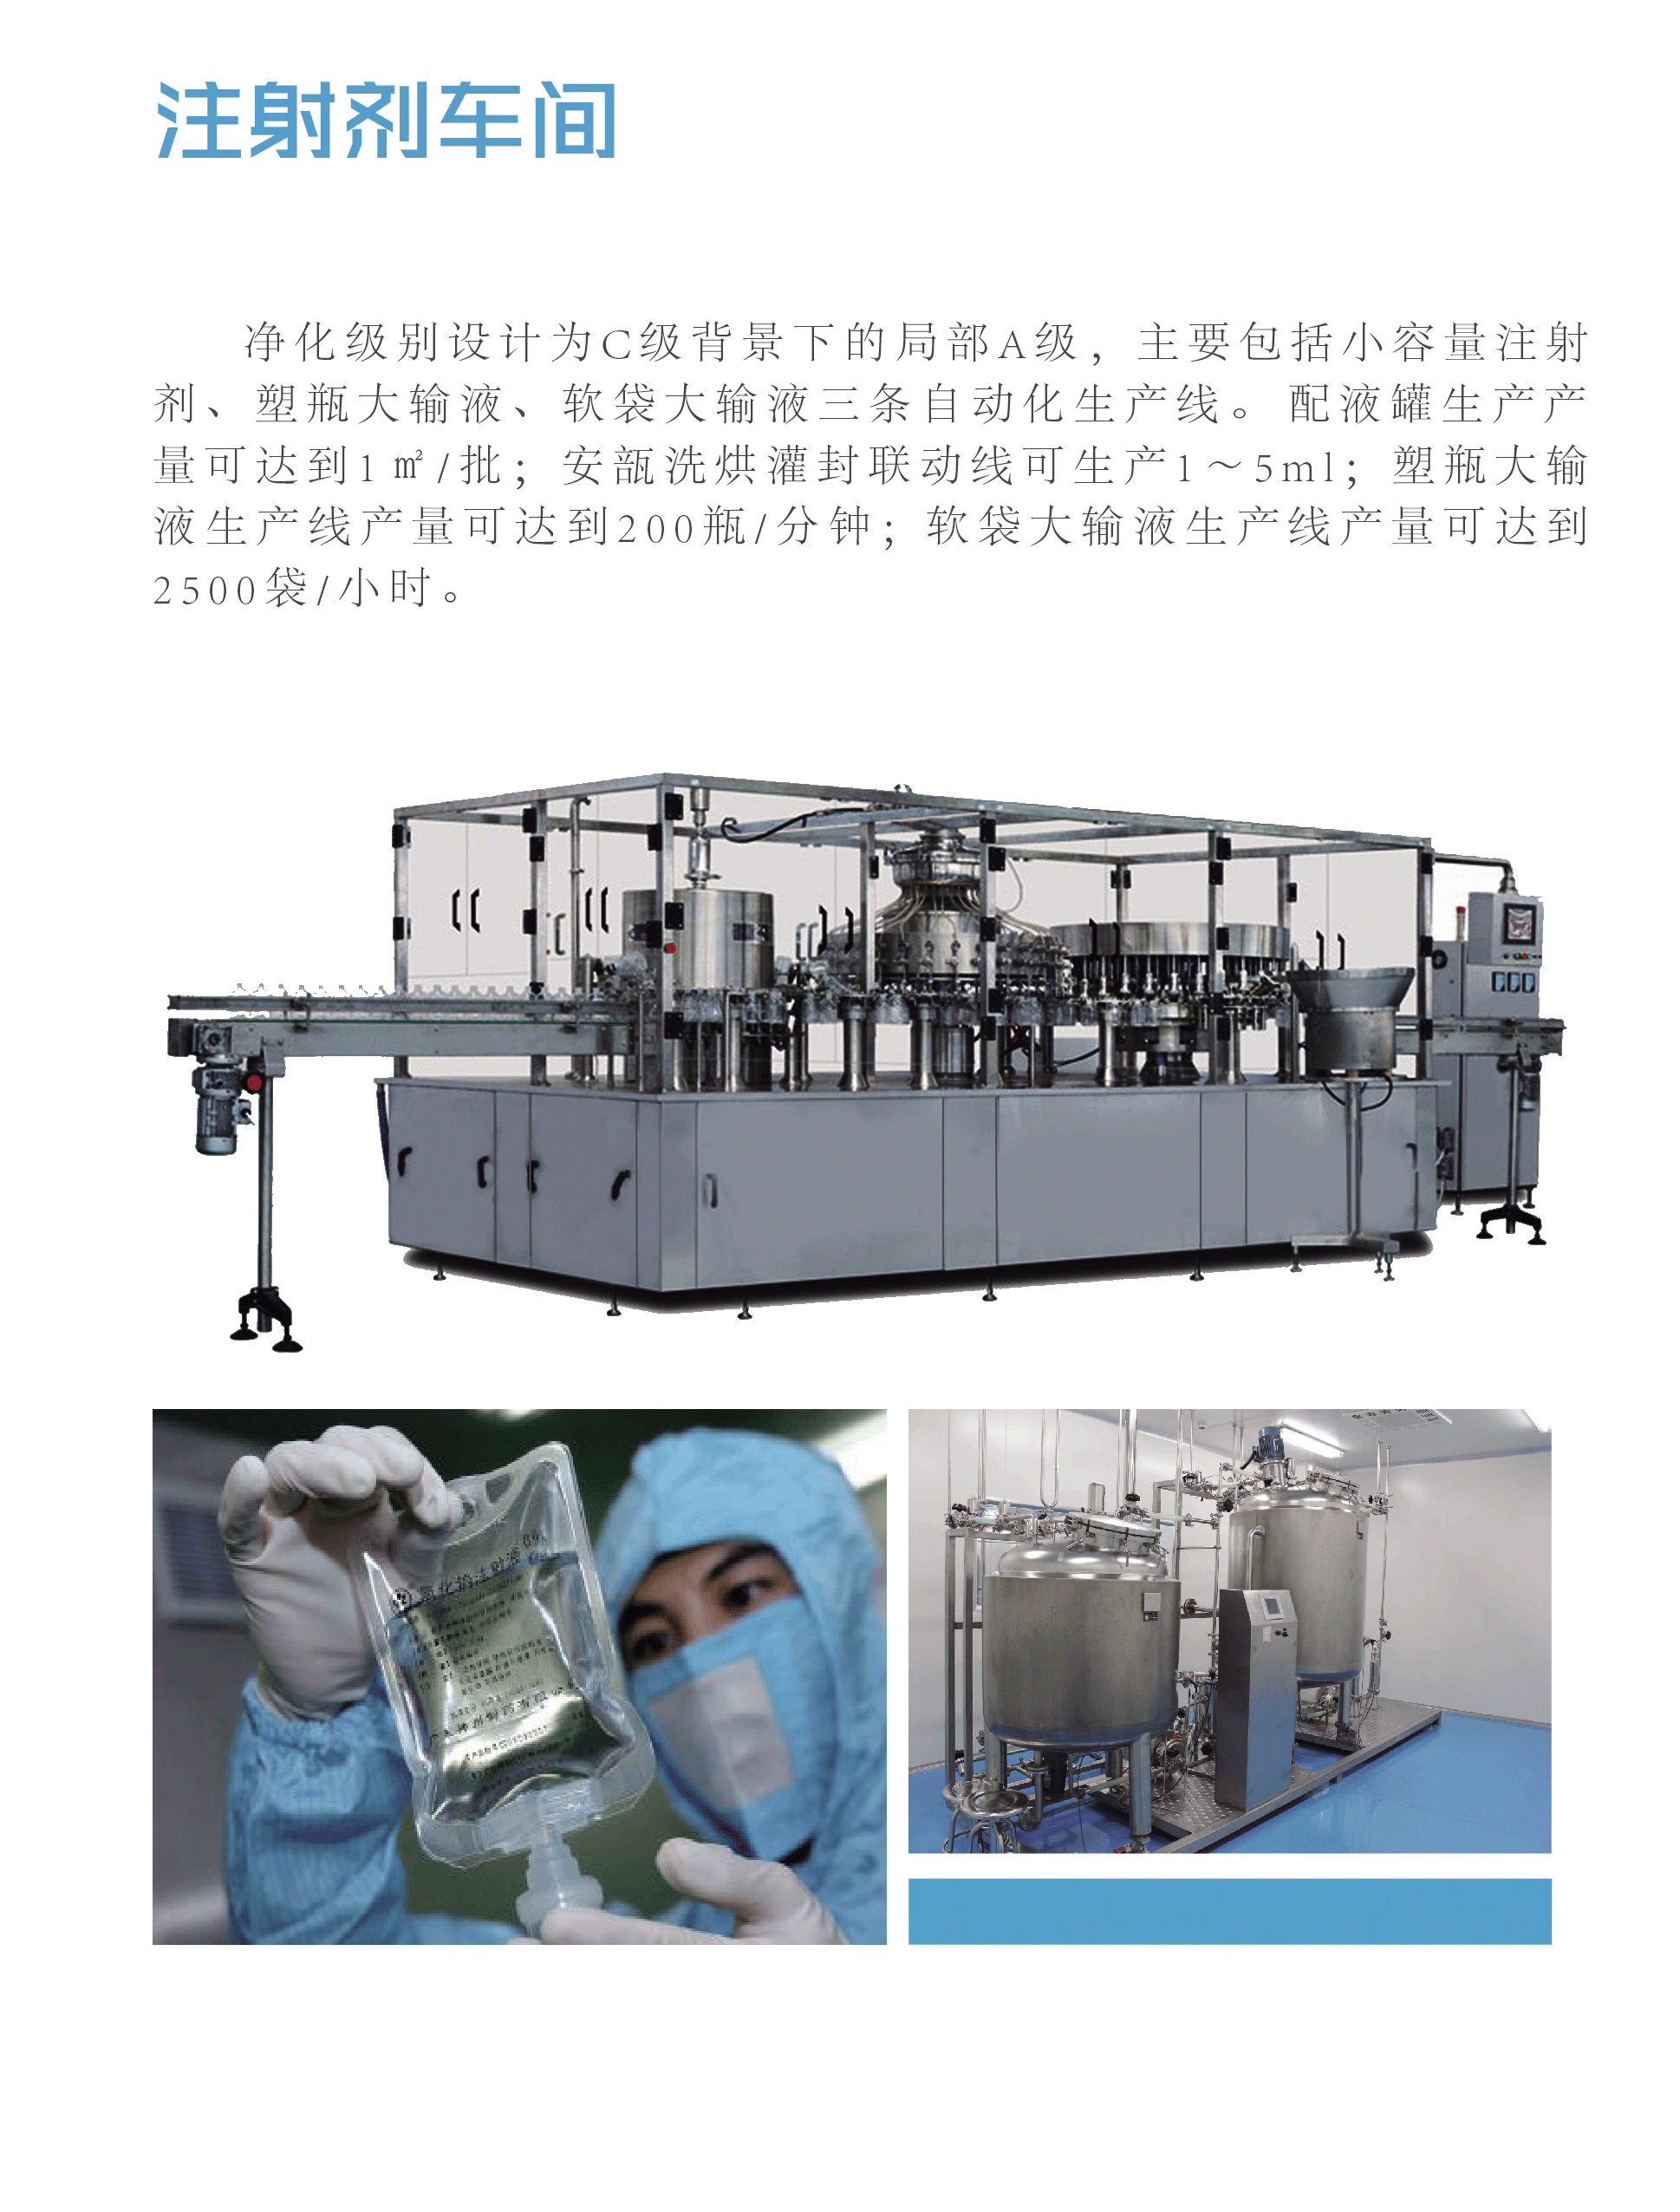 注射剂车间
净化级别设计为C级背景下的局部A级，主要包括小容量注射
剂、塑瓶大输液、软袋大输液三条自动化生产线。配液罐生产产
量可达到1㎡/批；安瓿洗烘灌封联动线可生产1～5ml；塑瓶大输
液生产线产量可达到200瓶/分钟；软袋大输液生产线产量可达到
2500袋/小时。
氯化钠注射液